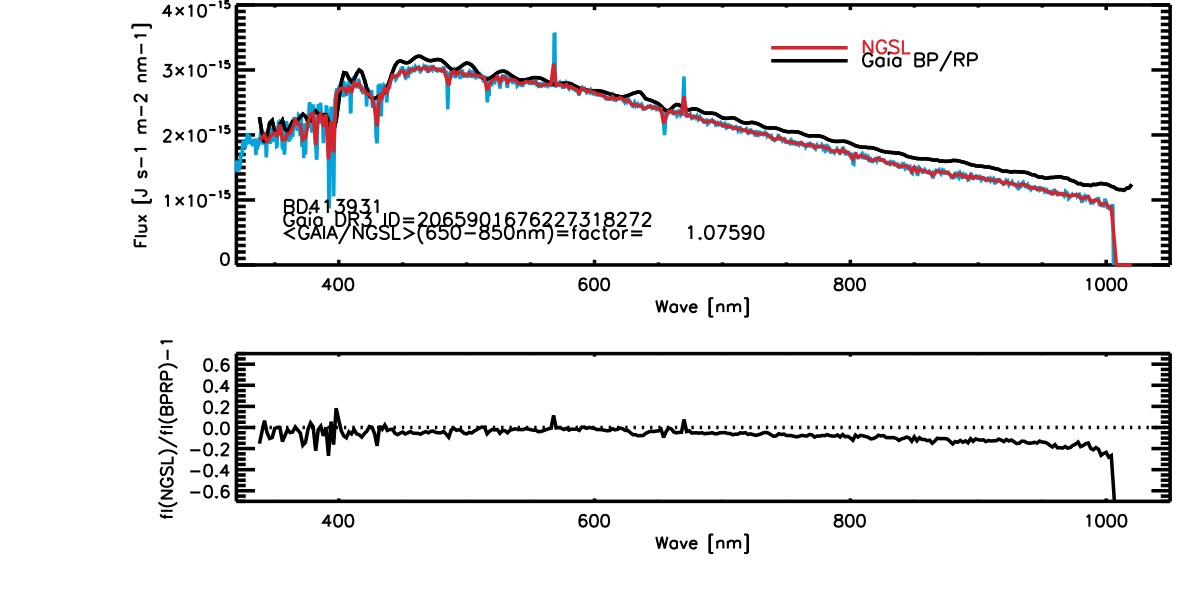 4×10−15
3×10−15
2×10−15
1×10−15
0
Flux [J s−1 m−2 nm−1]
NGSL
Gaia BP/RP
BD413931
Gaia DR3 ID=2065901676227318272
<GAIA/NGSL>(650−850nm)=factor= 1.07590
400 600 800 1000
Wave [nm]
fl(NGSL)/fl(BPRP)−1
0.6
0.4
0.2
0.0
−0.2
−0.4
−0.6
400 600 800 1000
Wave [nm]